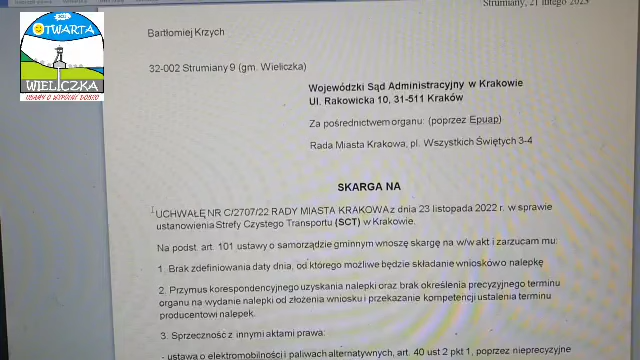 Strumiany, 21 lutego 2023
OTWARTA
WIELICZKA
DBAMY O WSPÓLNE DOBRO
Bartłomiej Krzych
32-002 Strumiany 9 (gm. Wieliczka)
Wojewódzki Sąd Administracyjny w Krakowie
Ul. Rakowicka 10, 31-511 Kraków
Za pośrednictwem organu: (poprzez Epuap)
Rada Miasta Krakowa, pl. Wszystkich Świętych 3-4
SKARGA NA
UCHWAŁĘ NR C/2707/22 RADY MIASTA KRAKOWA z dnia 23 listopada 2022 r. w sprawie
ustanowienia Strefy Czystego Transportu (SCT) w Krakowie.
Na podst. art. 101 ustawy o samorządzie gminnym wnoszę skargę na w/w akt i zarzucam mu:
1. Brak zdefiniowania daty dnia, od którego możliwe będzie składanie wniosków o nalepkę
2. Przymus korespondencyjnego uzyskania nalepki oraz brak określenia precyzyjnego terminu
organu na wydanie nalepki od złożenia wniosku i przekazanie kompetencji ustalenia terminu
producentowi nalepek.
3. Sprzeczność z innymi aktami prawa:
- ustawą o elektromobilności i paliwach alternatywnych, art. 40 ust 2 pkt 1, poprzez nieprecyzyjne